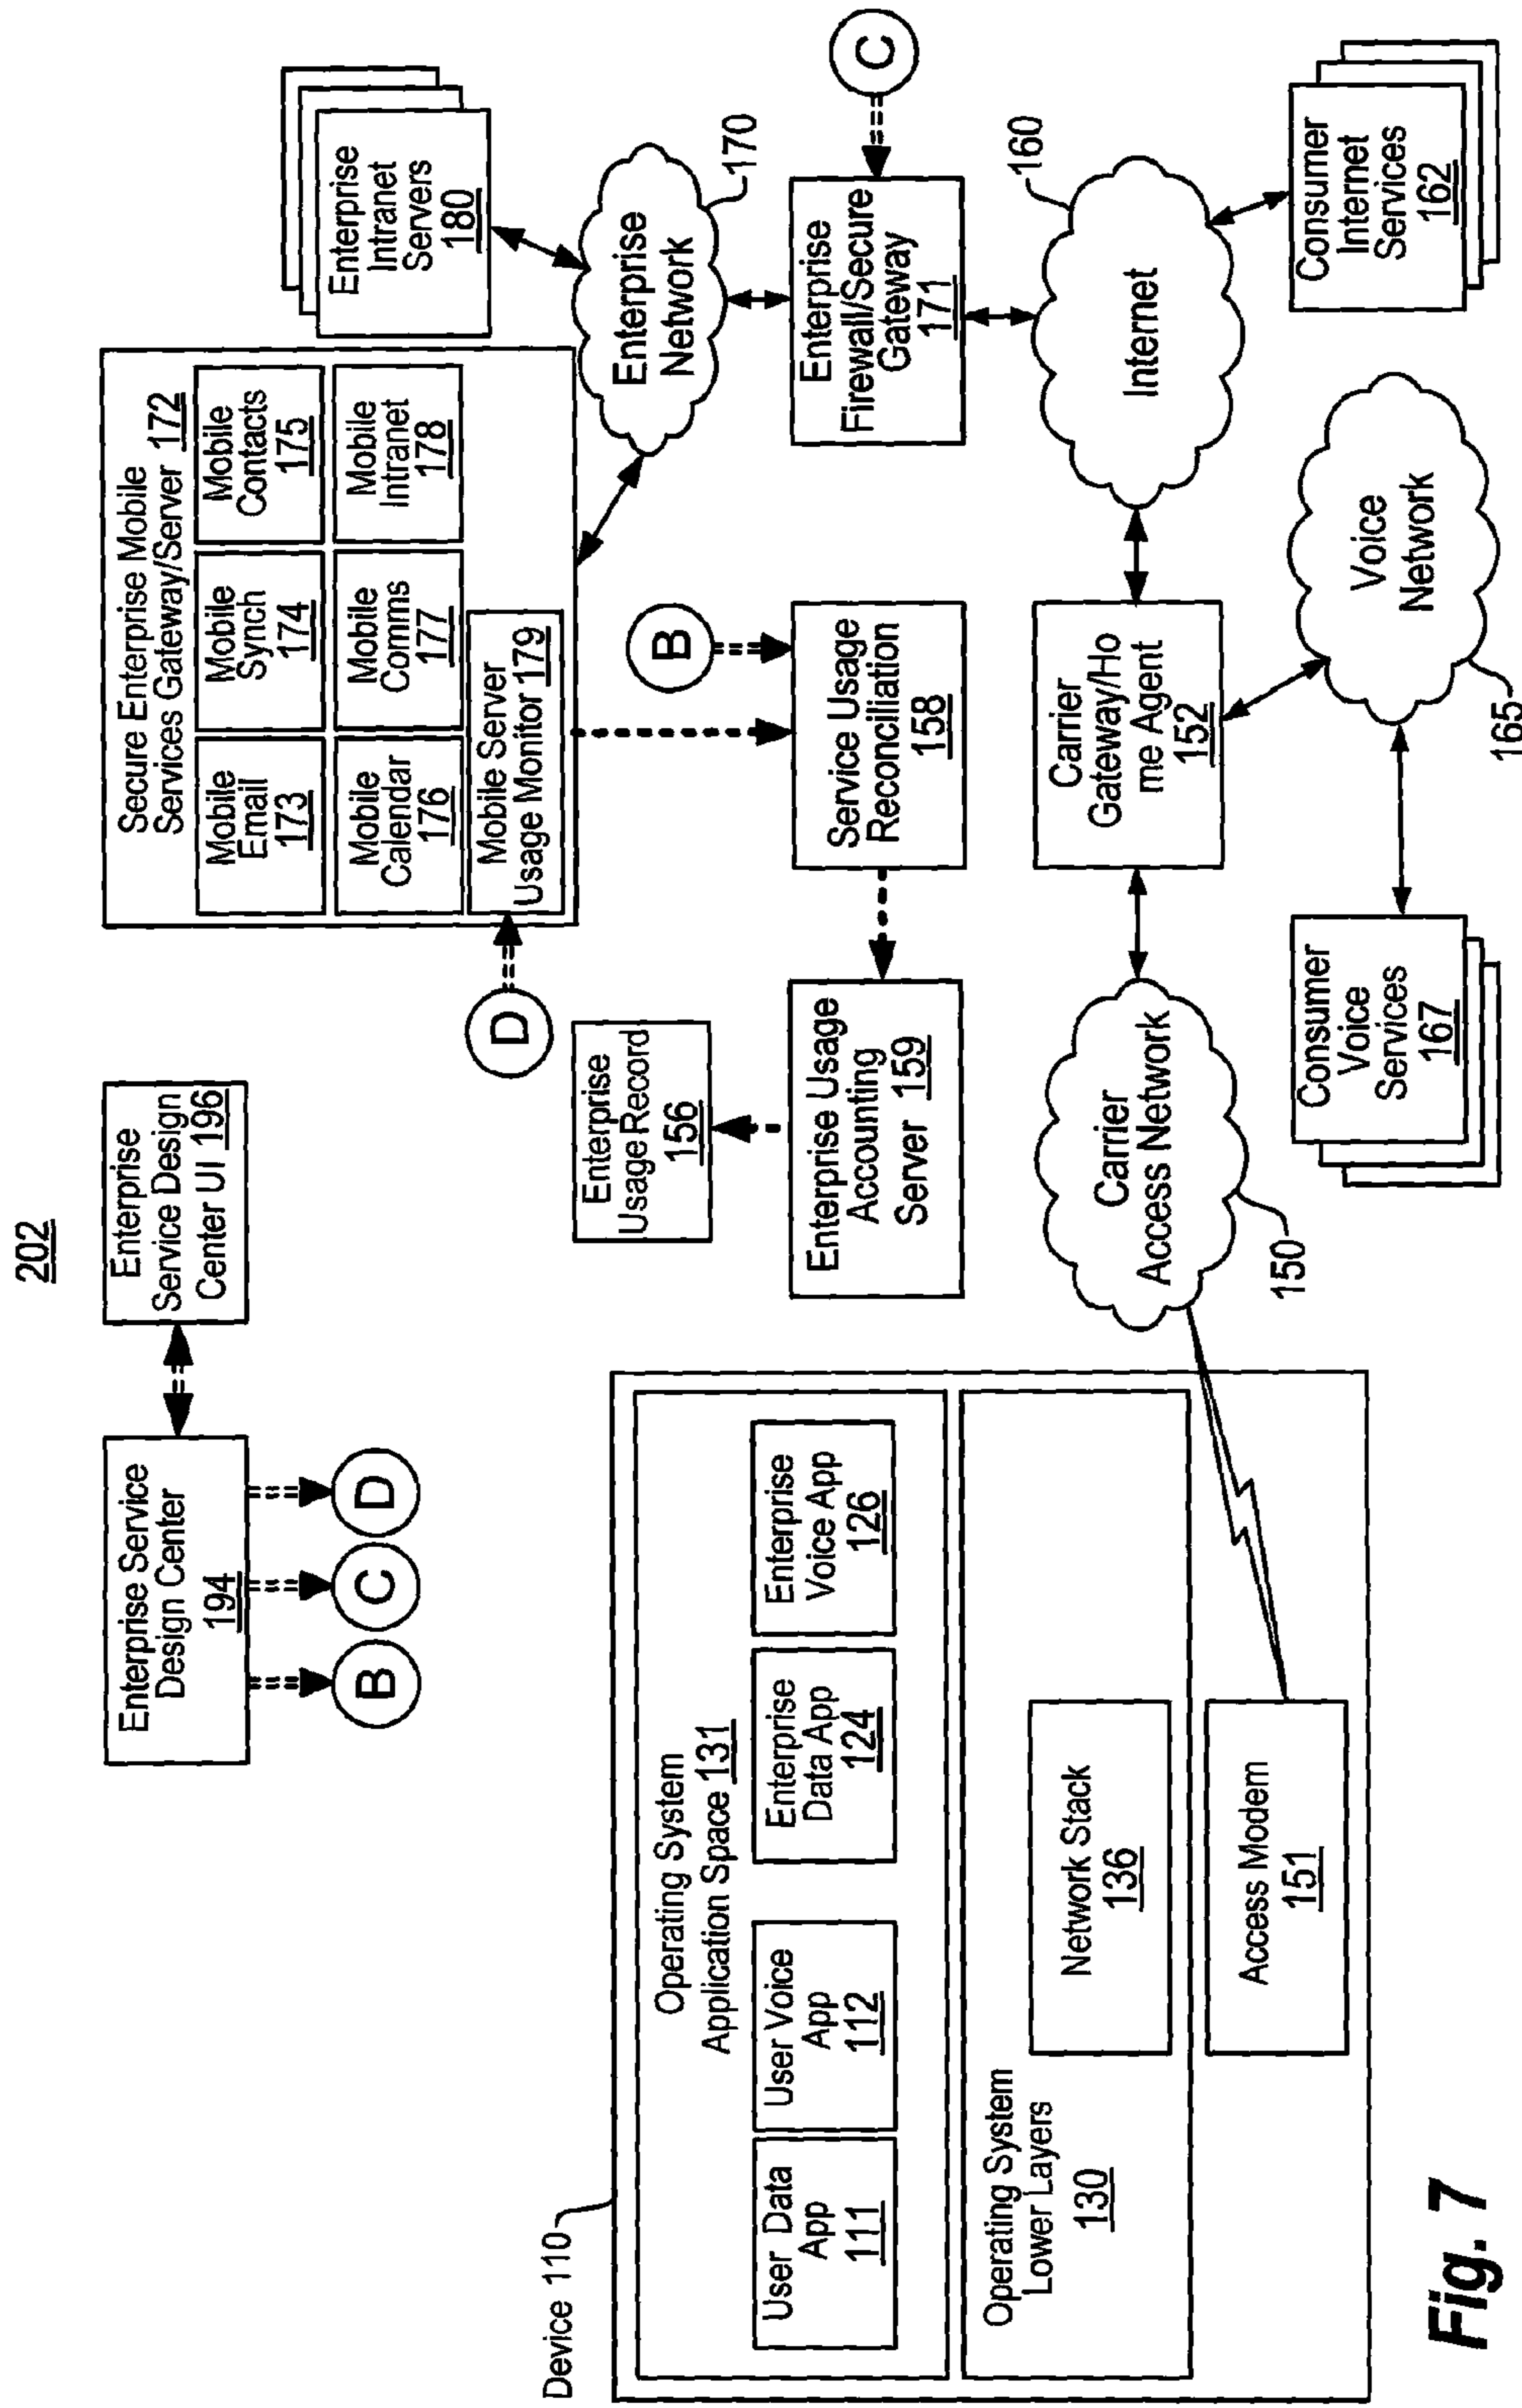 202
Enterprise Service
Design Center
194
Enterprise
Service Design
Center UI 196
B
C
D
Secure Enterprise Mobile
Services Gateway/Server 172
Mobile
Email
173
Mobile
Synch
174
Mobile
Contacts
175
Mobile
Calendar
176
Mobile
Comms
177
Mobile
Intranet
178
Mobile Server
Usage Monitor 179
D
Enterprise
Intranet
Servers
180
Enterprise
Network
170
Enterprise
Usage Record
156
B
Enterprise Usage
Accounting
Server 159
Service Usage
Reconciliation
158
Enterprise
Firewall/Secure
Gateway
171
C
Device 110
Operating System
Application Space 131
User Data
App
111
User Voice
App
112
Enterprise
Data App
124
Enterprise
Voice App
126
Operating System
Lower Layers
130
Network Stack
136
Access Modem
151
Carrier
Access Network
150
Carrier
Gateway/Ho
me Agent
152
Internet
160
Consumer
Voice
Services
167
Voice
Network
165
Consumer
Internet
Services
162
Fig. 7